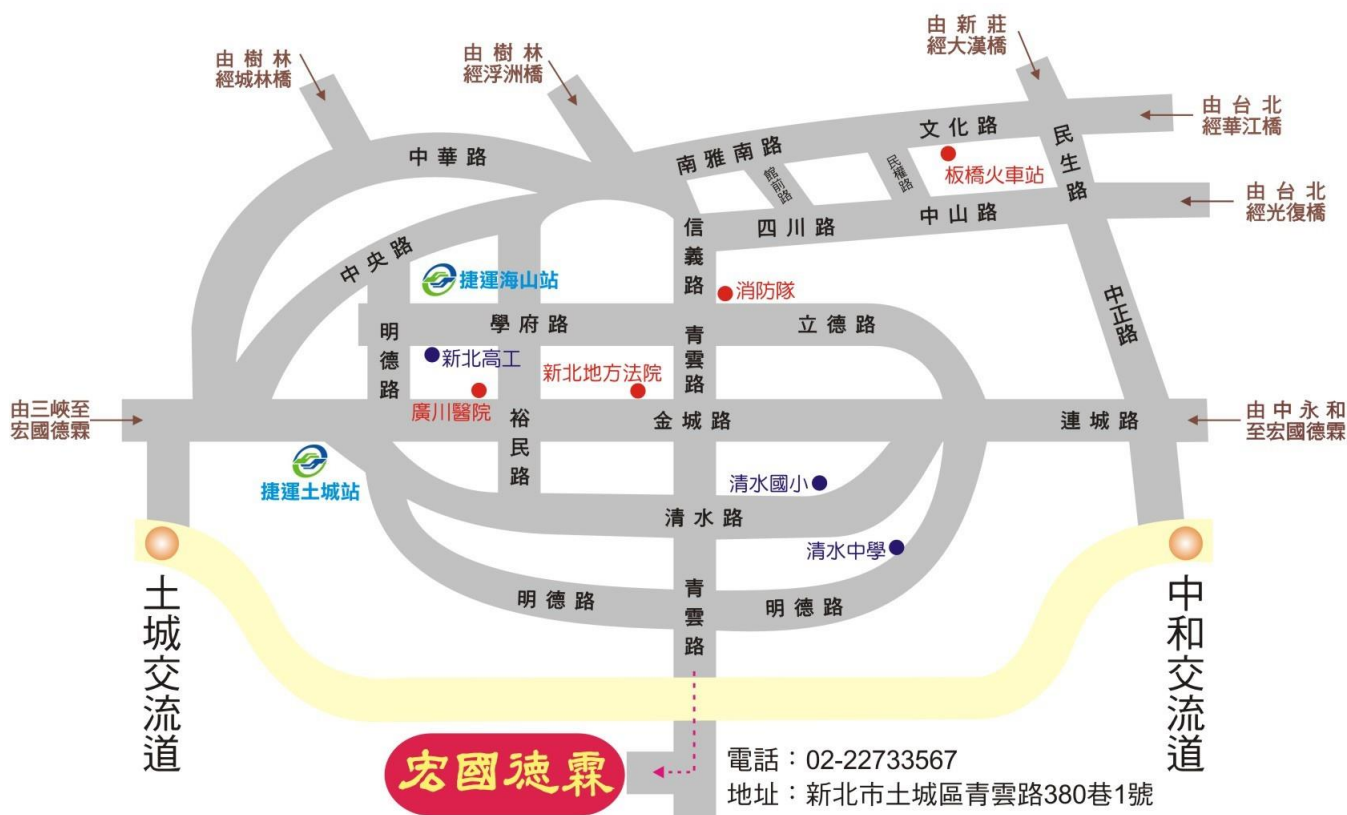 由樹林
經城林橋
由樹林
經浮洲橋
由新莊
經大漢橋
由台北
經華江橋
由台北
經光復橋
中華路
南雅南路
文化路
民生路
館前路
民權路
板橋火車站
四川路
中山路
信義路
中央路
捷運海山站
消防隊
中正路
學府路
立德路
明德路
青雲路
新北高工
新北地方法院
廣川醫院
由三峽至
宏國德霖
裕民路
金城路
連城路
由中永和
至宏國德霖
捷運土城站
清水國小
清水路
清水中學
明德路
青雲路
明德路
土城交流道
中和交流道
宏國德霖
電話：02-22733567
地址：新北市土城區青雲路380巷1號